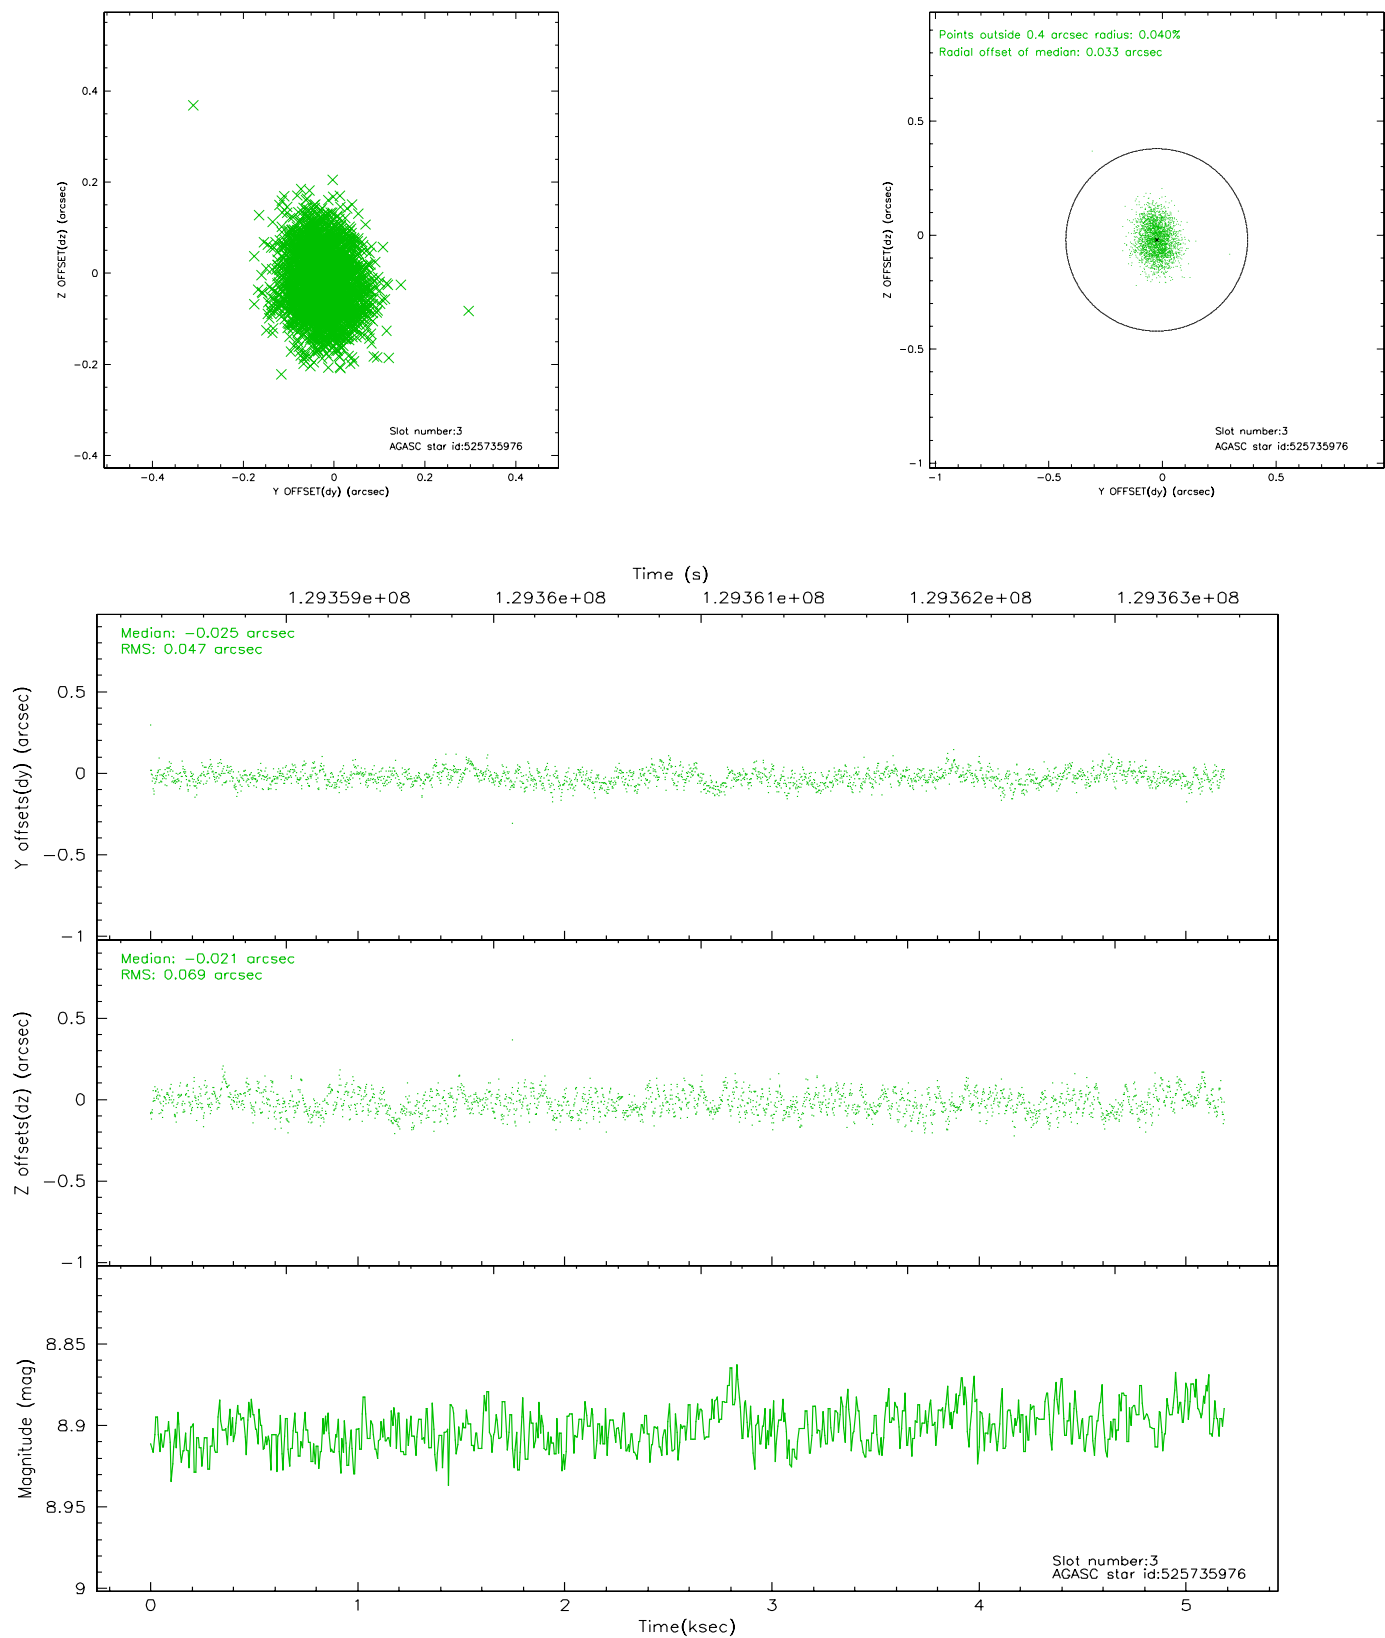 0.4
0.2
0
−0.2
−0.4
Z OFFSET(dz) (arcsec)
Slot number:3
AGASC star id:525735976
−0.4 −0.2 0 0.2 0.4
Y OFFSET(dy) (arcsec)
Points outside 0.4 arcsec radius: 0.040%
Radial offset of median: 0.033 arcsec
0.5
0
−0.5
−1
Z OFFSET(dz) (arcsec)
Slot number:3
AGASC star id:525735976
−1 −0.5 0 0.5
Y OFFSET(dy) (arcsec)
Time (s)
1.29359e+08 1.2936e+08 1.29361e+08 1.29362e+08 1.29363e+08
Median: −0.025 arcsec
RMS: 0.047 arcsec
0.5
0
−0.5
−1
Y offsets(dy) (arcsec)
Median: −0.021 arcsec
RMS: 0.069 arcsec
0.5
0
−0.5
−1
Z offsets(dz) (arcsec)
8.85
8.9
8.95
9
Magnitude (mag)
Slot number:3
AGASC star id:525735976
0 1 2 3 4 5
Time(ksec)